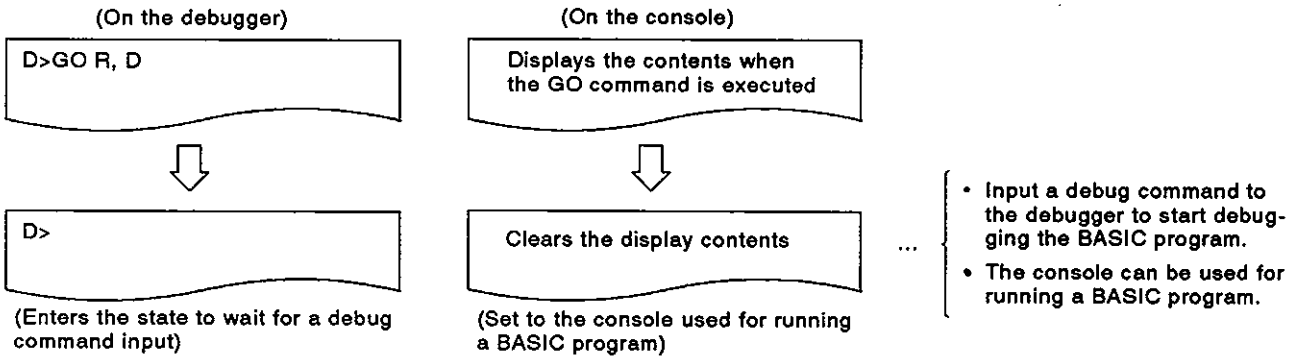 (On the debugger)
D>GO R, D
D>
(Enters the state to wait for a debug
command input)
(On the console)
Displays the contents when
the GO command is executed
Clears the display contents
(Set to the console used for running
a BASIC program)
...
• Input a debug command to
the debugger to start debug-
ging the BASIC program.
• The console can be used for
running a BASIC program.